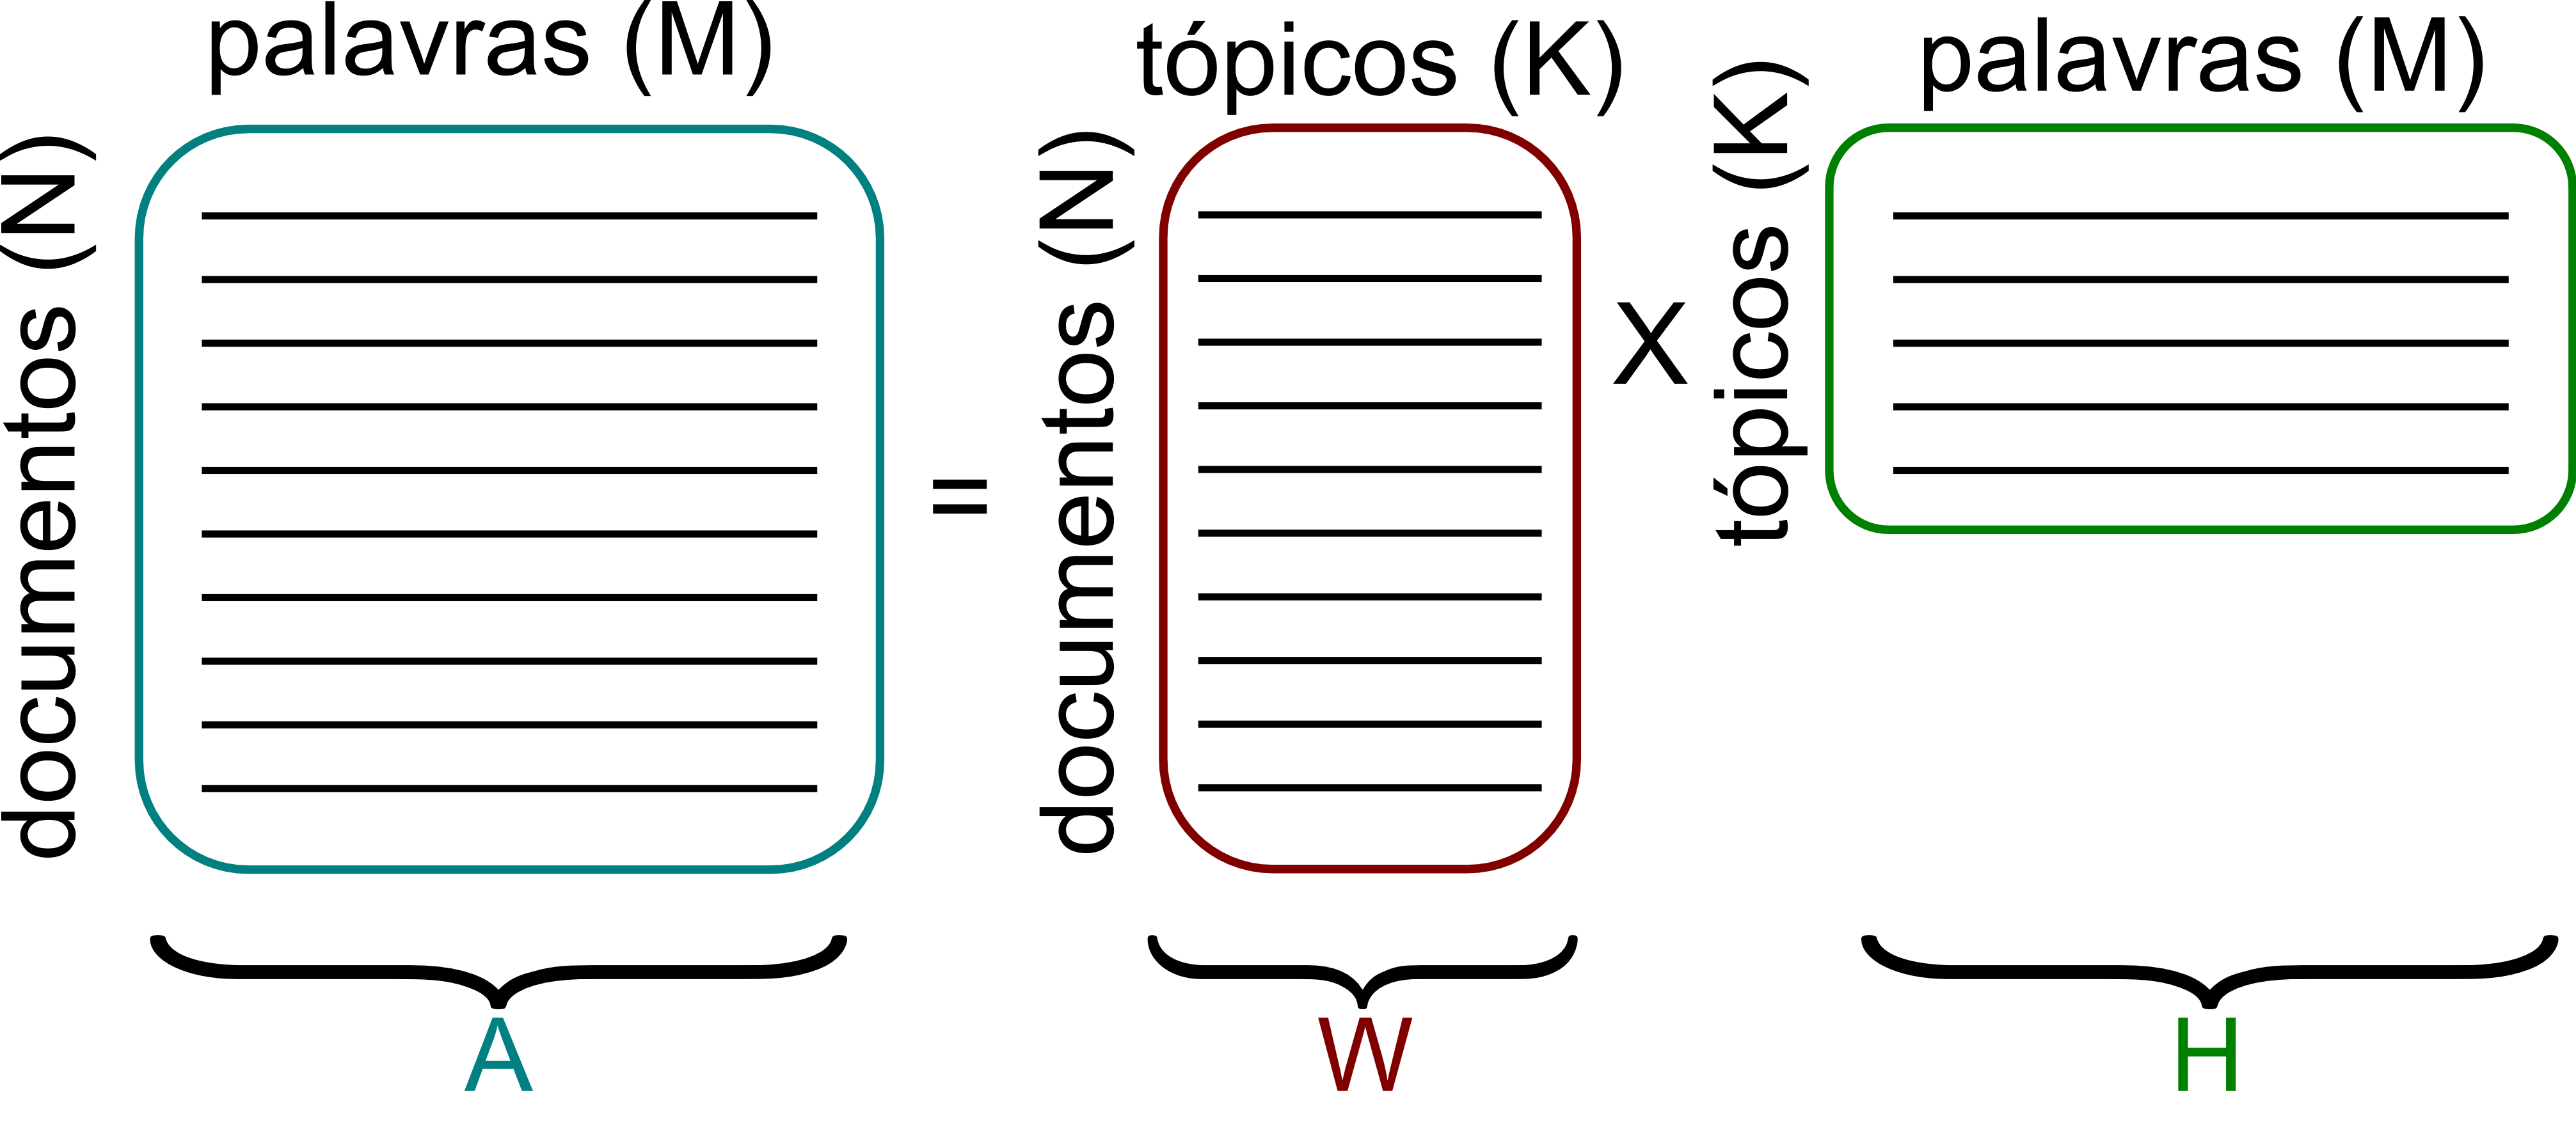 palavras (M)
documentos (N)
=
tópicos (K)
documentos (N)
X
palavras (M)
tópicos (K)
A
W
H